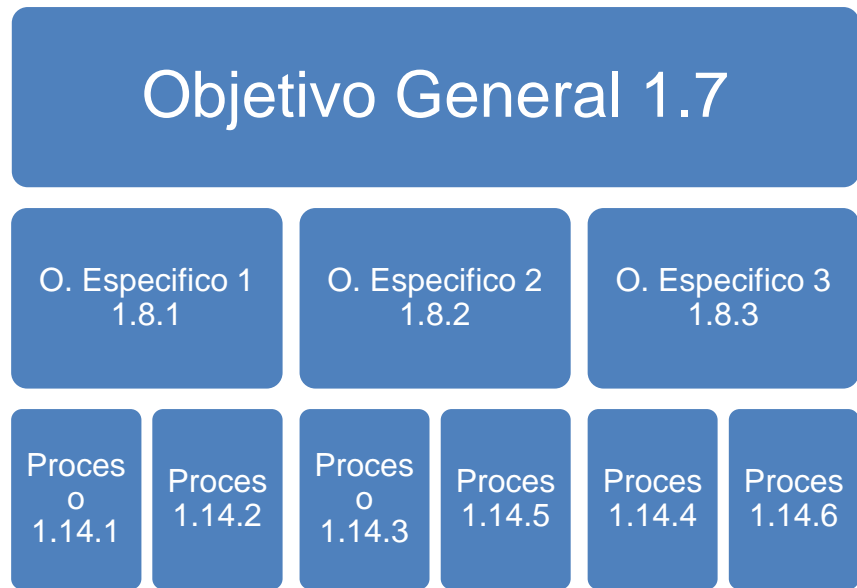 Objetivo General 1.7
O. Especifico 1
1.8.1
O. Especifico 2
1.8.2
O. Especifico 3
1.8.3
Proces
o
1.14.1
Proces
1.14.2
Proces
o
1.14.3
Proces
1.14.5
Proces
1.14.4
Proces
1.14.6